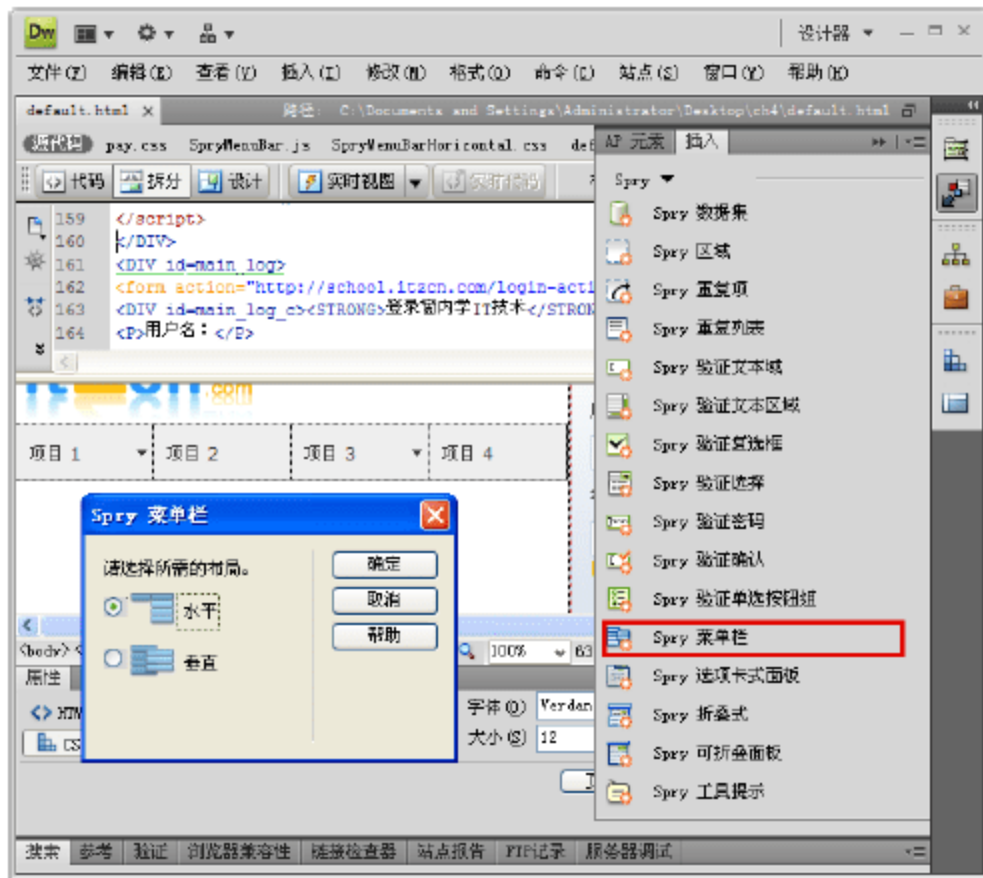 Dw 设计器
文件(F) 编辑(E) 查看(V) 插入(I) 修改(M) 格式(O) 命令(C) 站点(S) 窗口(W) 帮助(H)
default.html × 路径: C:\Documents and Settings\Administrator\Desktop\ch4\default.html
源代码 pay.css SpryMenuBar.js SpryMenuBarHorizontal.css def
代码 拆分 设计 实时视图 实时代码
159 </script>
160 </DIV>
161 <DIV id=main_log>
162 <form action="http://school.itzcn.com/login-acti
163 <DIV id=main_log_c><STRONG>登录窗内学IT技术</STRON
164 <P>用户名：</P>
.com
项目 1 项目 2 项目 3 项目 4
Spry 菜单栏
请选择所需的布局。
水平
垂直
确定
取消
帮助
<body> 100% 63
属性
HTM
CS
字体(O) Verdan
大小(S) 12
AP 元素 插入
Spry
Spry 数据集
Spry 区域
Spry 重复项
Spry 重复列表
Spry 验证文本域
Spry 验证文本区域
Spry 验证复选框
Spry 验证选择
Spry 验证密码
Spry 验证确认
Spry 验证单选按钮组
Spry 菜单栏
Spry 选项卡式面板
Spry 折叠式
Spry 可折叠面板
Spry 工具提示
搜索 参考 验证 浏览器兼容性 链接检查器 站点报告 FTP记录 服务器调试